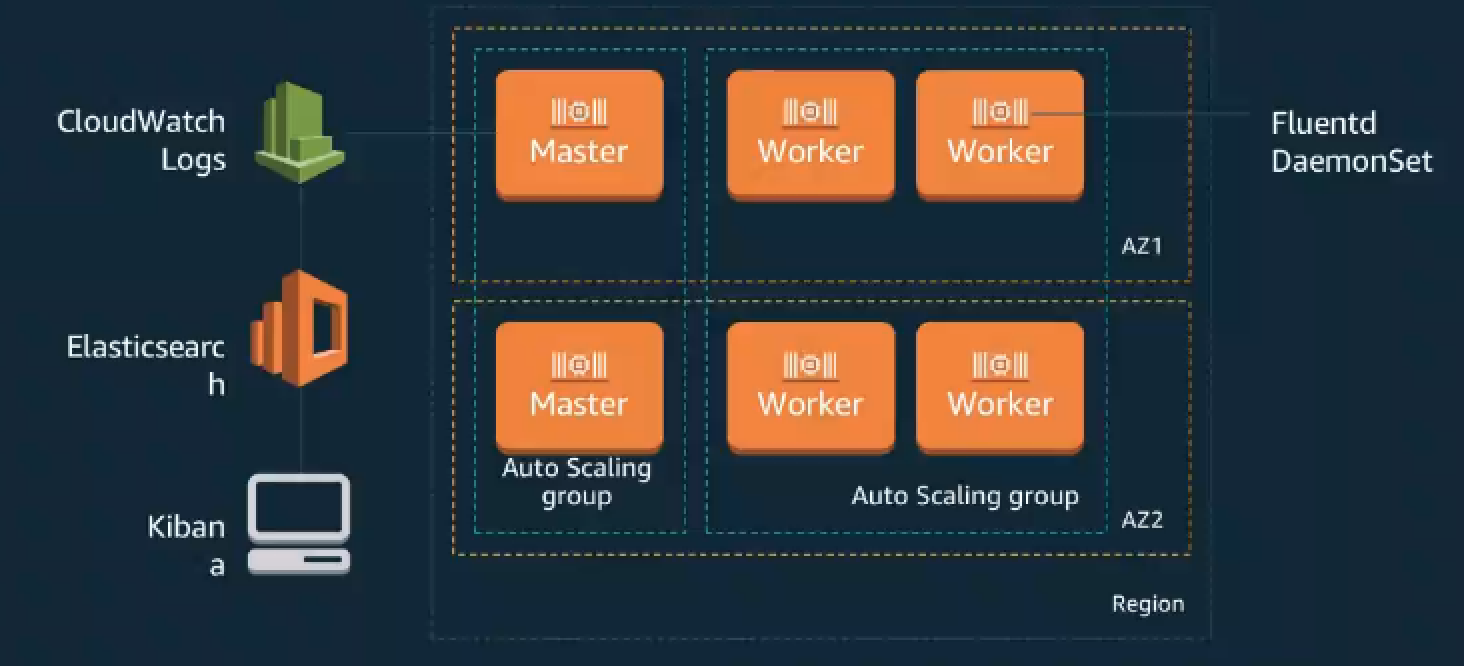 CloudWatch
Logs
Elasticsearc
h
Kiban
a
Master
Worker
Worker
AZ1
Master
Worker
Worker
Auto Scaling
group
Auto Scaling group
AZ2
Region
Fluentd
DaemonSet